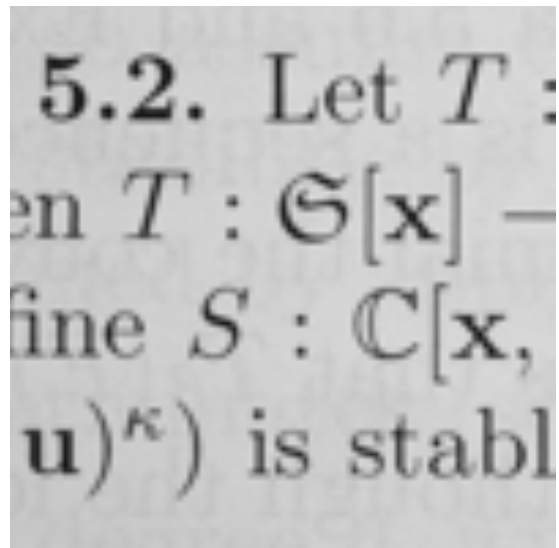 5.2. Let T :
en T : 𝔖[𝐱] —
fine S : ℂ[𝐱,
𝐮)^κ) is stabl